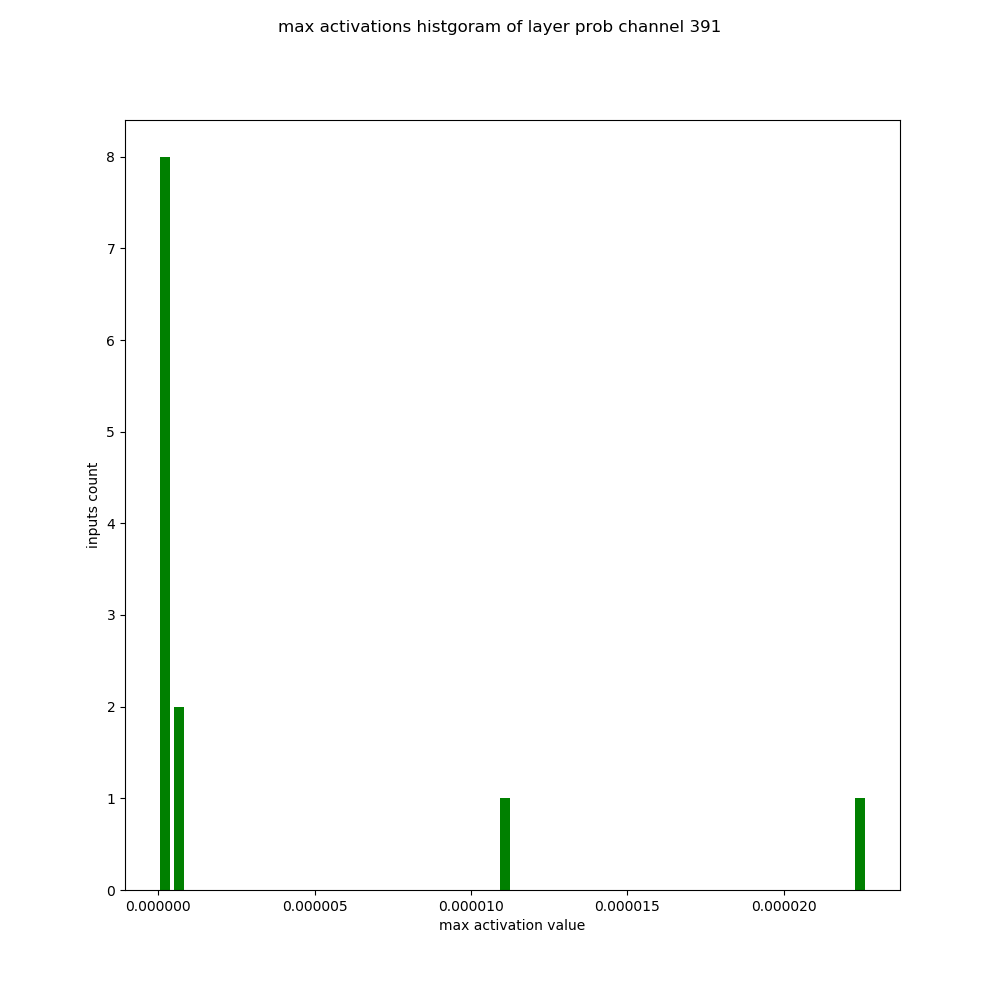 max activations histgoram of layer prob channel 391
8
7
6
5
4
3
2
1
0
inputs count
0.000000 0.000005 0.000010 0.000015 0.000020
max activation value